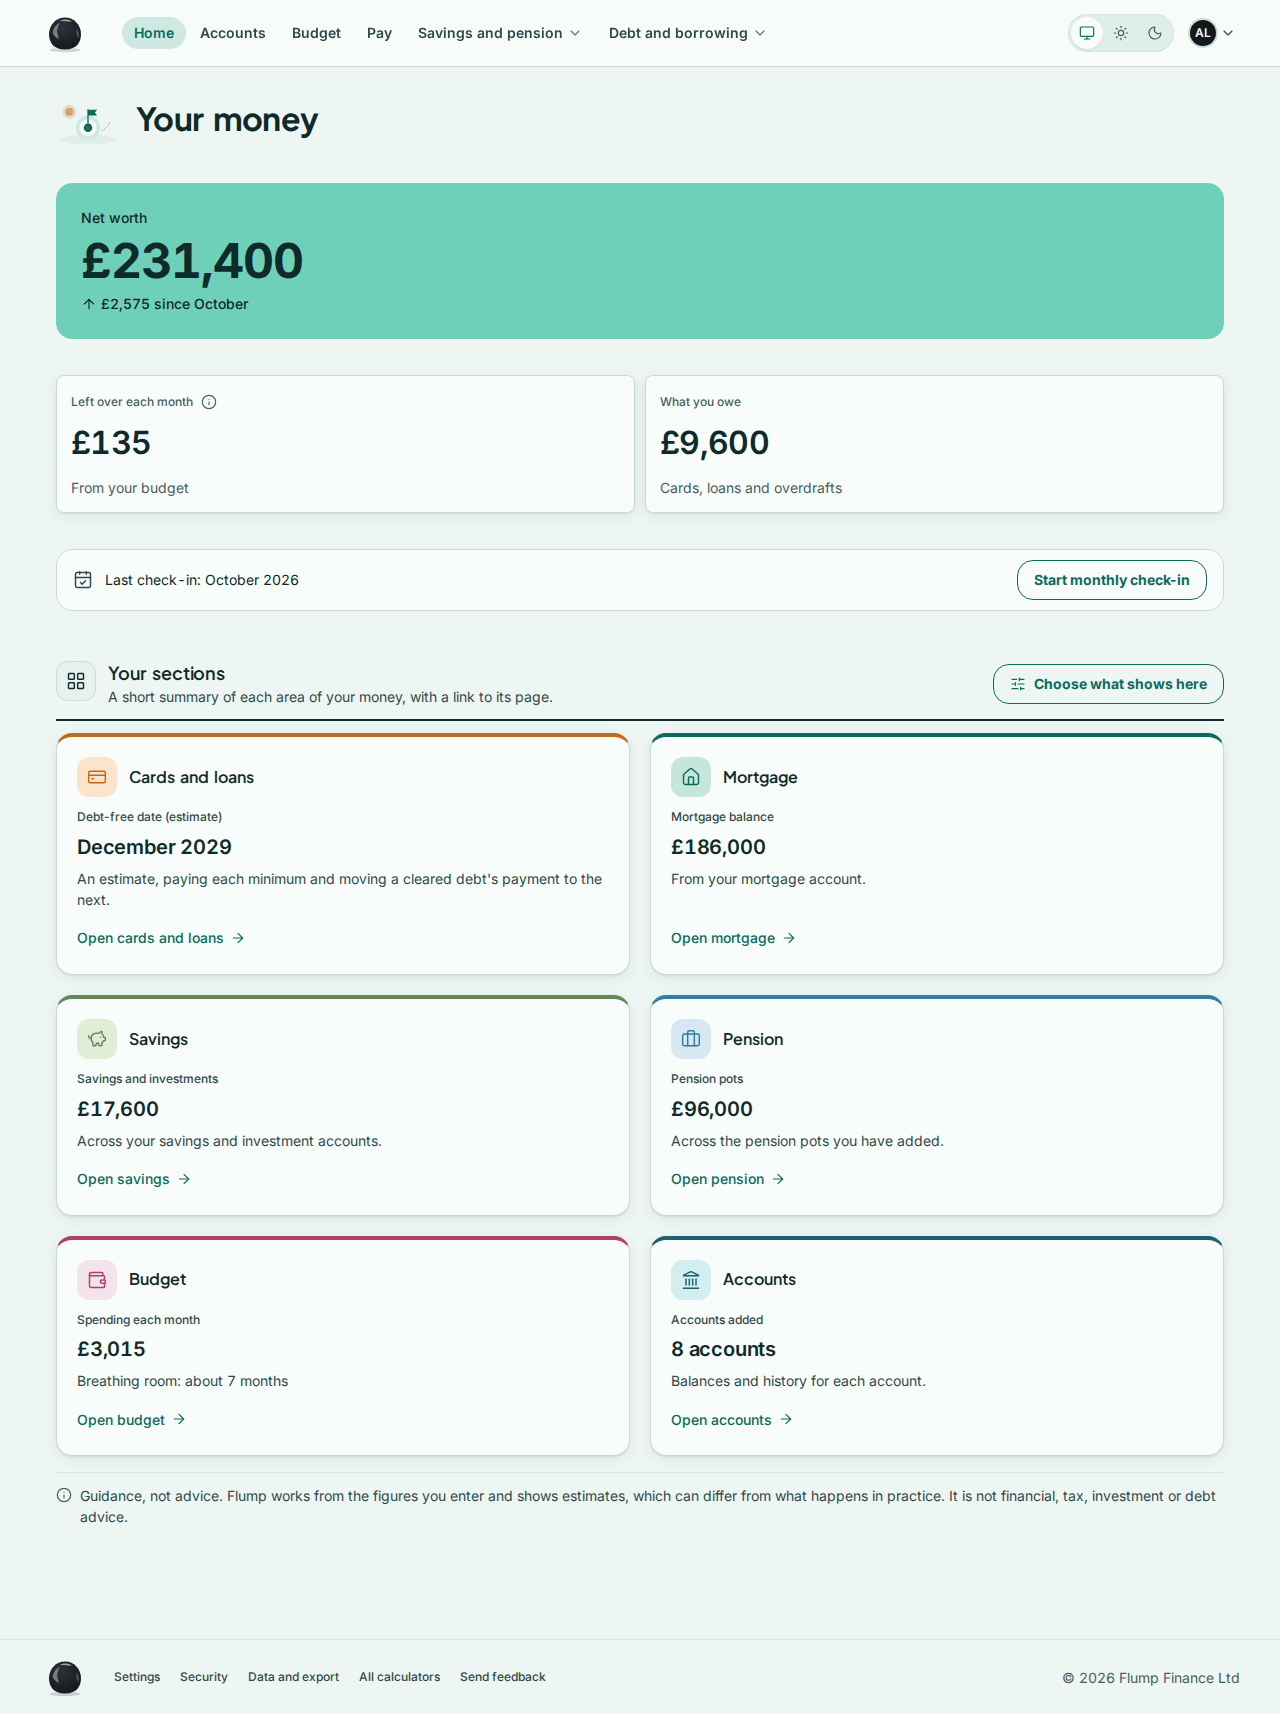 Home
Accounts
Budget
Pay
Savings and pension
Debt and borrowing
AL
Your money
Net worth
£231,400
£2,575 since October
Left over each month
£135
From your budget
What you owe
£9,600
Cards, loans and overdrafts
Last check-in: October 2026
Start monthly check-in
Your sections
A short summary of each area of your money, with a link to its page.
Choose what shows here
Cards and loans
Debt-free date (estimate)
December 2029
An estimate, paying each minimum and moving a cleared debt's payment to the
next.
Open cards and loans
Mortgage
Mortgage balance
£186,000
From your mortgage account.
Open mortgage
Savings
Savings and investments
£17,600
Across your savings and investment accounts.
Open savings
Pension
Pension pots
£96,000
Across the pension pots you have added.
Open pension
Budget
Spending each month
£3,015
Breathing room: about 7 months
Open budget
Accounts
Accounts added
8 accounts
Balances and history for each account.
Open accounts
Guidance, not advice. Flump works from the figures you enter and shows estimates, which can differ from what happens in practice. It is not financial, tax, investment or debt
advice.
Settings
Security
Data and export
All calculators
Send feedback
© 2026 Flump Finance Ltd